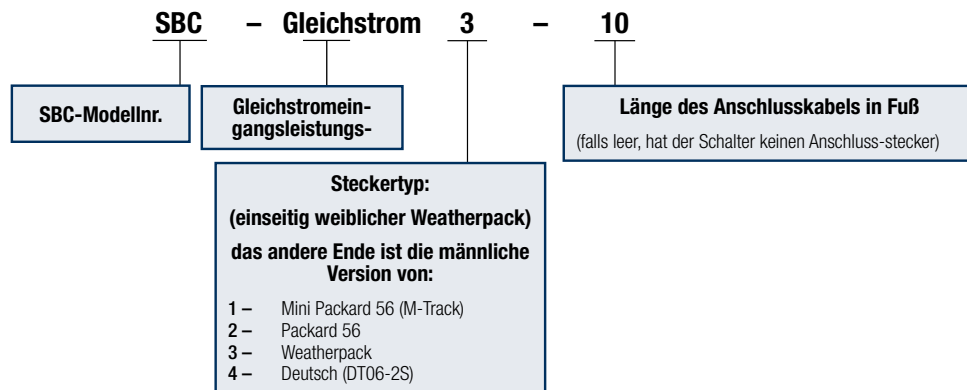 SBC – Gleichstrom 3 – 10
SBC-Modellnr.
Gleichstromein-
gangsleistungs-
Länge des Anschlusskabels in Fuß
(falls leer, hat der Schalter keinen Anschluss-stecker)
Steckertyp:
(einseitig weiblicher Weatherpack)
das andere Ende ist die männliche
Version von:
1 – Mini Packard 56 (M-Track)
2 – Packard 56
3 – Weatherpack
4 – Deutsch (DT06-2S)